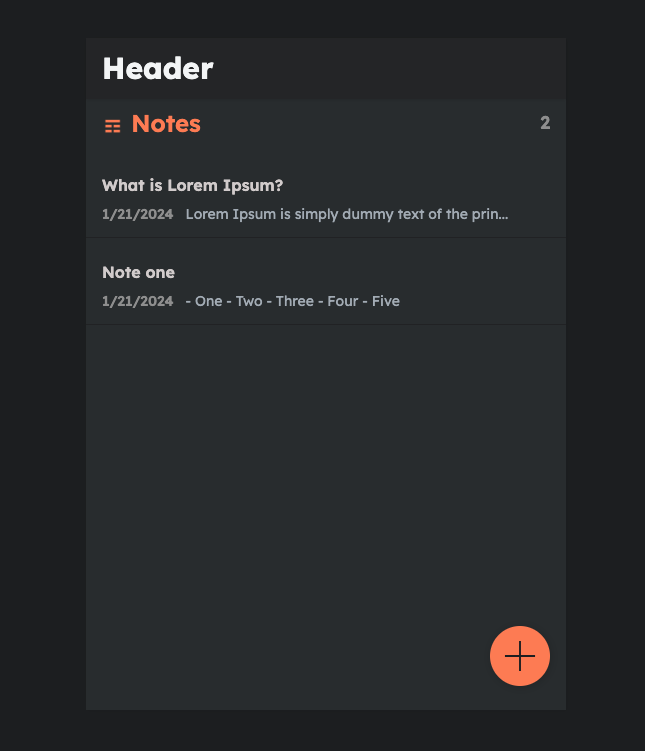 Header
Notes 2
What is Lorem Ipsum?
1/21/2024 Lorem Ipsum is simply dummy text of the prin...
Note one
1/21/2024 - One - Two - Three - Four - Five